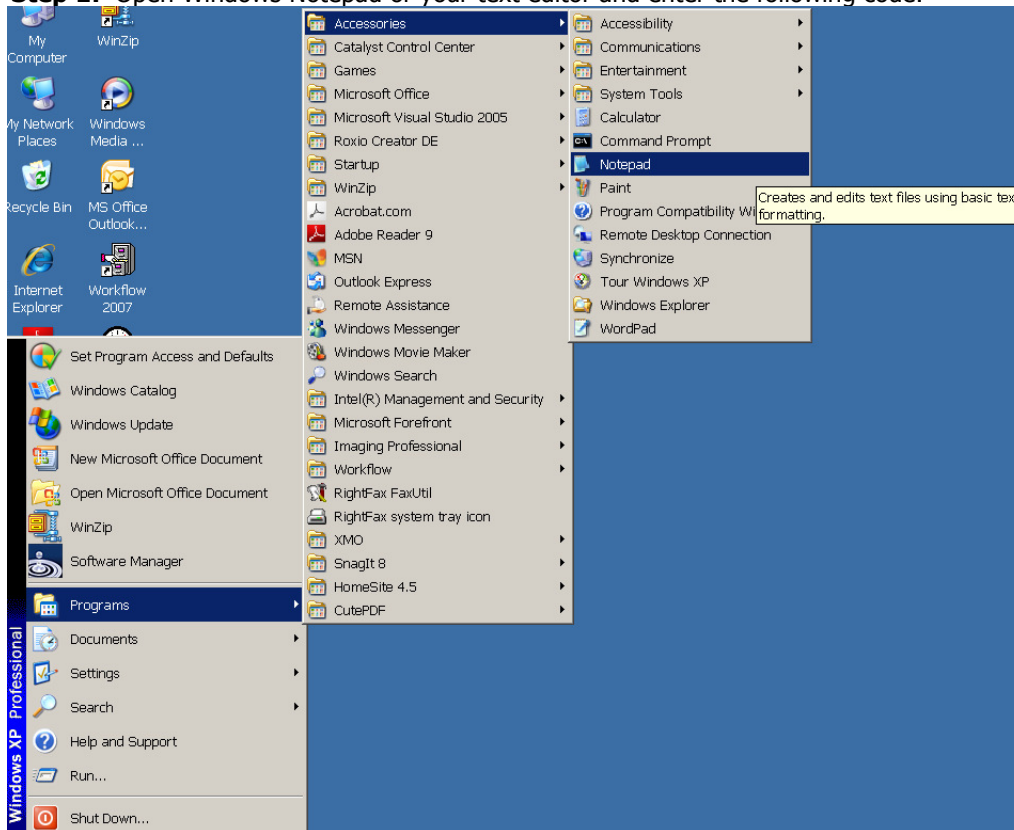 Step 1. Open Windows Notepad or your text editor and enter the following code.
My
Computer
WinZip
My Network
Places
Windows
Media ...
Recycle Bin
MS Office
Outlook...
Internet
Explorer
Workflow
2007
Set Program Access and Defaults
Windows Catalog
Windows Update
New Microsoft Office Document
Open Microsoft Office Document
WinZip
Software Manager
Programs
Documents
Settings
Search
Help and Support
Run...
Shut Down...
Windows XP Professional
Accessories
Catalyst Control Center
Games
Microsoft Office
Microsoft Visual Studio 2005
Roxio Creator DE
Startup
WinZip
Acrobat.com
Adobe Reader 9
MSN
Outlook Express
Remote Assistance
Windows Messenger
Windows Movie Maker
Windows Search
Intel(R) Management and Security
Microsoft Forefront
Imaging Professional
Workflow
RightFax FaxUtil
RightFax system tray icon
XMO
SnagIt 8
HomeSite 4.5
CutePDF
Accessibility
Communications
Entertainment
System Tools
Calculator
Command Prompt
Notepad
Paint
Program Compatibility Wi
Remote Desktop Connection
Synchronize
Tour Windows XP
Windows Explorer
WordPad
Creates and edits text files using basic tex
formatting.